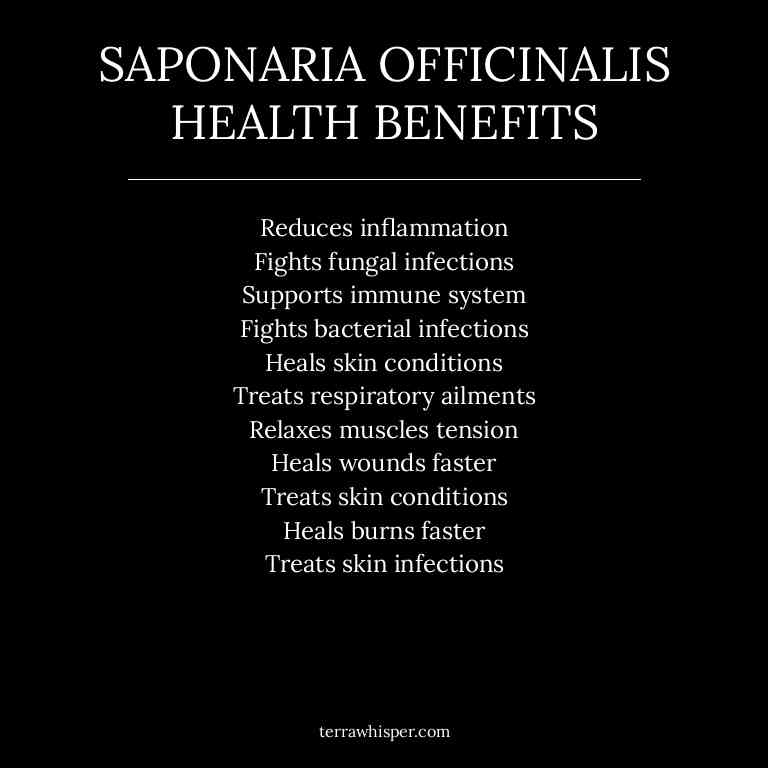 SAPONARIA OFFICINALIS
HEALTH BENEFITS
Reduces inflammation
Fights fungal infections
Supports immune system
Fights bacterial infections
Heals skin conditions
Treats respiratory ailments
Relaxes muscles tension
Heals wounds faster
Treats skin conditions
Heals burns faster
Treats skin infections
terrawhisper.com